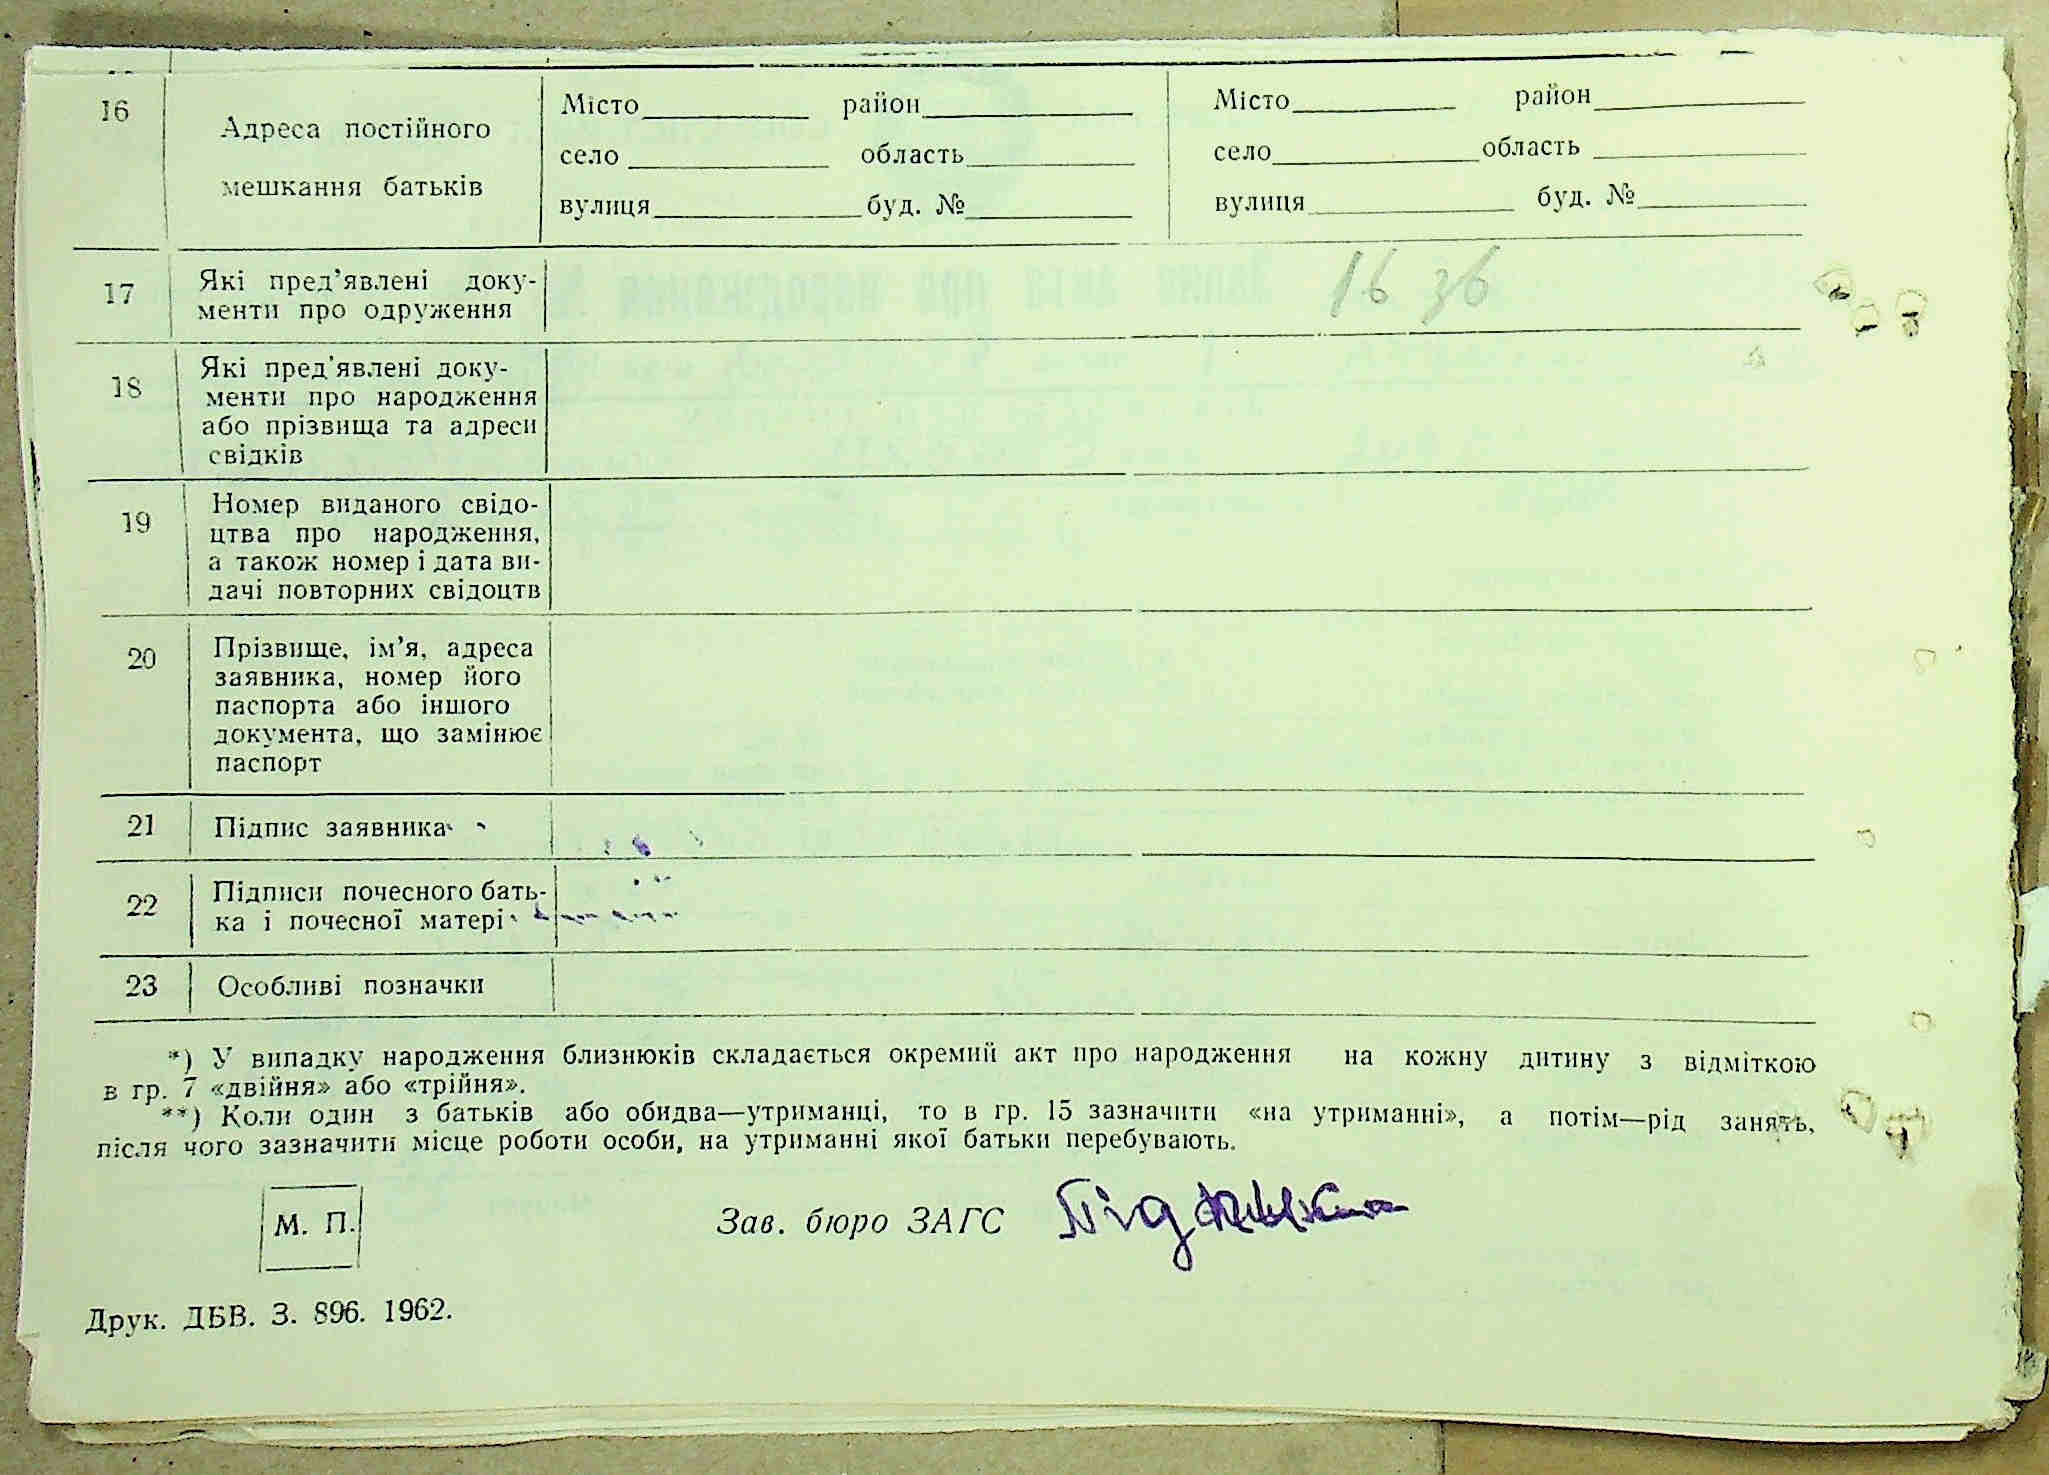 16 Адреса постійного мешкання батьків
Місто район Місто район
село область село область
вулиця буд. № вулиця буд. №
17 Які пред’явлені доку-
менти про одруження
16 зв
18 Які пред’явлені доку-
менти про народження
або прізвища та адреси
свідків
19 Номер виданого свідо-
цтва про народження,
а також номер і дата ви-
дачі повторних свідоцтв
20 Прізвище, ім’я, адреса
заявника, номер його
паспорта або іншого
документа, що замінює
паспорт
21 Підпис заявника
22 Підписи почесного бать-
ка і почесної матері
23 Особливі позначки
*) У випадку народження близнюків складається окремий акт про народження на кожну дитину з відміткою
в гр. 7 «двійня» або «трійня».
**) Коли один з батьків або обидва—утриманці, то в гр. 15 зазначити «на утриманні», а потім—рід занять,
після чого зазначити місце роботи особи, на утриманні якої батьки перебувають.
М. П. Зав. бюро ЗАГС
Друк. ДБВ. З. 896. 1962.